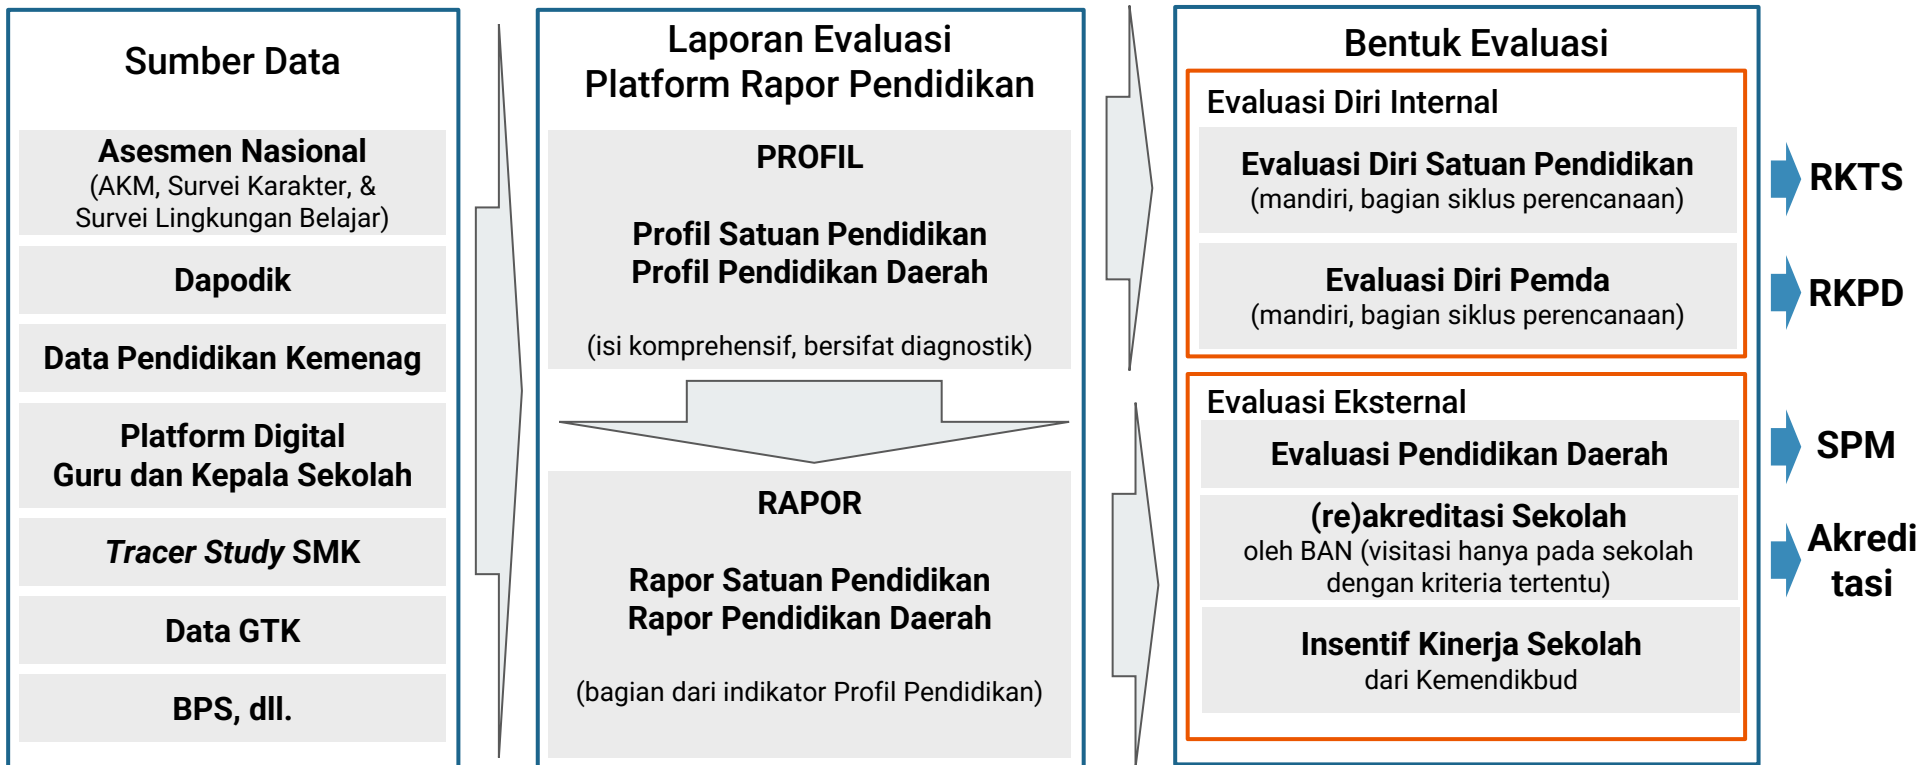 Sumber Data
Asesmen Nasional
(AKM, Survei Karakter, &
Survei Lingkungan Belajar)
Dapodik
Data Pendidikan Kemenag
Platform Digital
Guru dan Kepala Sekolah
Tracer Study SMK
Data GTK
BPS, dll.
Laporan Evaluasi
Platform Rapor Pendidikan
PROFIL
Profil Satuan Pendidikan
Profil Pendidikan Daerah
(isi komprehensif, bersifat diagnostik)
RAPOR
Rapor Satuan Pendidikan
Rapor Pendidikan Daerah
(bagian dari indikator Profil Pendidikan)
Bentuk Evaluasi
Evaluasi Diri Internal
Evaluasi Diri Satuan Pendidikan
(mandiri, bagian siklus perencanaan)
Evaluasi Diri Pemda
(mandiri, bagian siklus perencanaan)
Evaluasi Eksternal
Evaluasi Pendidikan Daerah
(re)akreditasi Sekolah
oleh BAN (visitasi hanya pada sekolah
dengan kriteria tertentu)
Insentif Kinerja Sekolah
dari Kemendikbud
RKTS
RKPD
SPM
Akredi
tasi